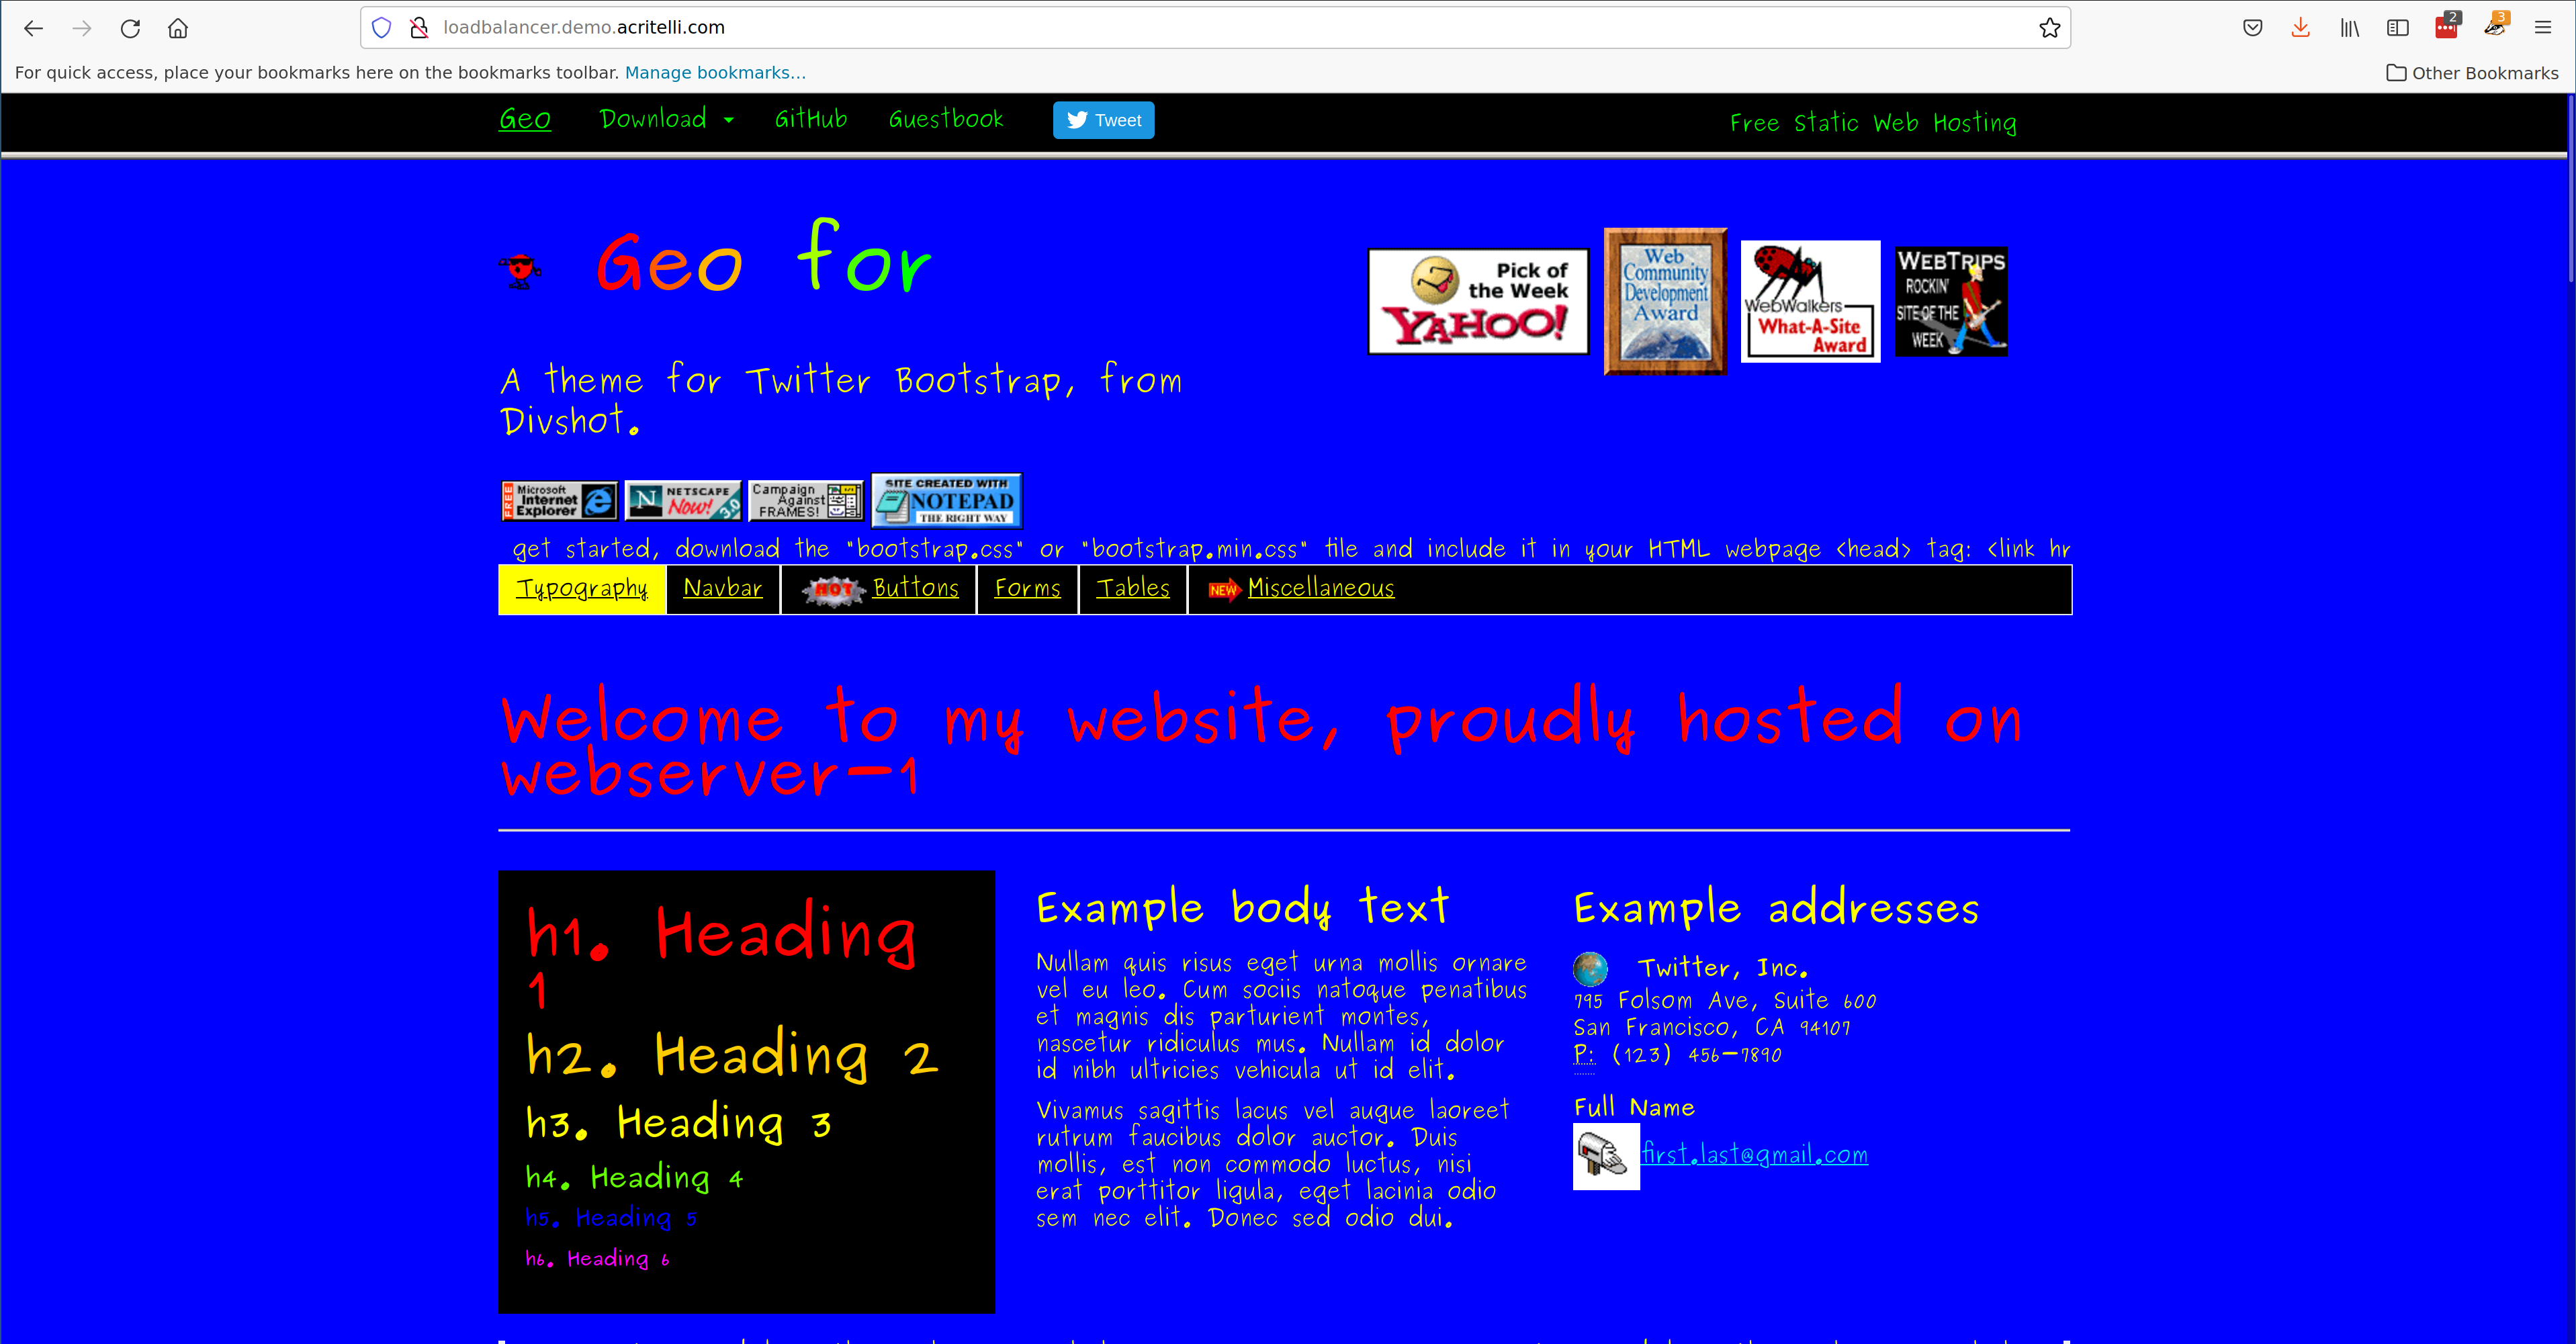 loadbalancer.demo.acritelli.com
2
3
For quick access, place your bookmarks here on the bookmarks toolbar. Manage bookmarks...
Other Bookmarks
Geo Download GitHub Guestbook Tweet Free Static Web Hosting
Geo for
Pick of
the Week
YAHOO!
Web
Community
Development
Award
WebWalkers
What-A-Site
Award
WEBTRIPS
ROCKIN'
SITE OF THE
WEEK
A theme for Twitter Bootstrap, from
Divshot.
FREE
Microsoft
Internet
Explorer
N NETSCAPE
Now! 3.0
Campaign
Against
FRAMES!
SITE CREATED WITH
NOTEPAD
THE RIGHT WAY
get started, download the "bootstrap.css" or "bootstrap.min.css" file and include it in your HTML webpage <head> tag: <link hr
Typography Navbar HOT Buttons Forms Tables NEW Miscellaneous
Welcome to my website, proudly hosted on
webserver-1
h1. Heading
1
h2. Heading 2
h3. Heading 3
h4. Heading 4
h5. Heading 5
h6. Heading 6
Example body text
Nullam quis risus eget urna mollis ornare
vel eu leo. Cum sociis natoque penatibus
et magnis dis parturient montes,
nascetur ridiculus mus. Nullam id dolor
id nibh ultricies vehicula ut id elit.
Vivamus sagittis lacus vel augue laoreet
rutrum faucibus dolor auctor. Duis
mollis, est non commodo luctus, nisi
erat porttitor ligula, eget lacinia odio
sem nec elit. Donec sed odio dui.
Example addresses
Twitter, Inc.
795 Folsom Ave, Suite 600
San Francisco, CA 94107
P: (123) 456-7890
Full Name
first.last@gmail.com